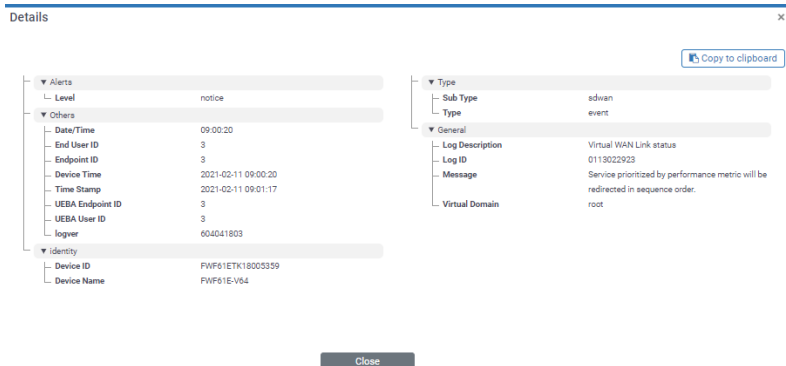 Details
×
Copy to clipboard
▼ Alerts
Level notice
▼ Others
Date/Time 09:00:20
End User ID 3
Endpoint ID 3
Device Time 2021-02-11 09:00:20
Time Stamp 2021-02-11 09:01:17
UEBA Endpoint ID 3
UEBA User ID 3
logver 604041803
▼ identity
Device ID FWF61ETK18005359
Device Name FWF61E-V64
▼ Type
Sub Type sdwan
Type event
▼ General
Log Description Virtual WAN Link status
Log ID 0113022923
Message Service prioritized by performance metric will be
redirected in sequence order.
Virtual Domain root
Close